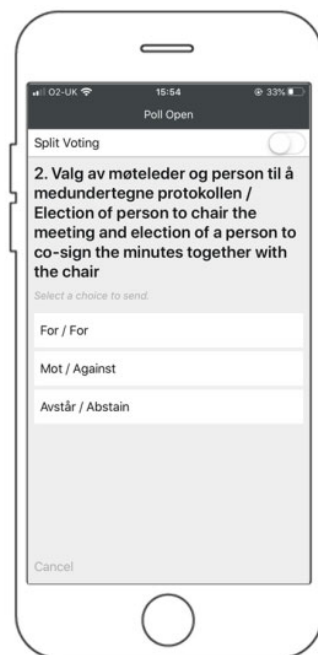 O2-UK 15:54 33%
Poll Open
Split Voting
2. Valg av møteleder og person til å
medundertegne protokollen /
Election of person to chair the
meeting and election of a person to
co-sign the minutes together with
the chair
Select a choice to send.
For / For
Mot / Against
Avstår / Abstain
Cancel